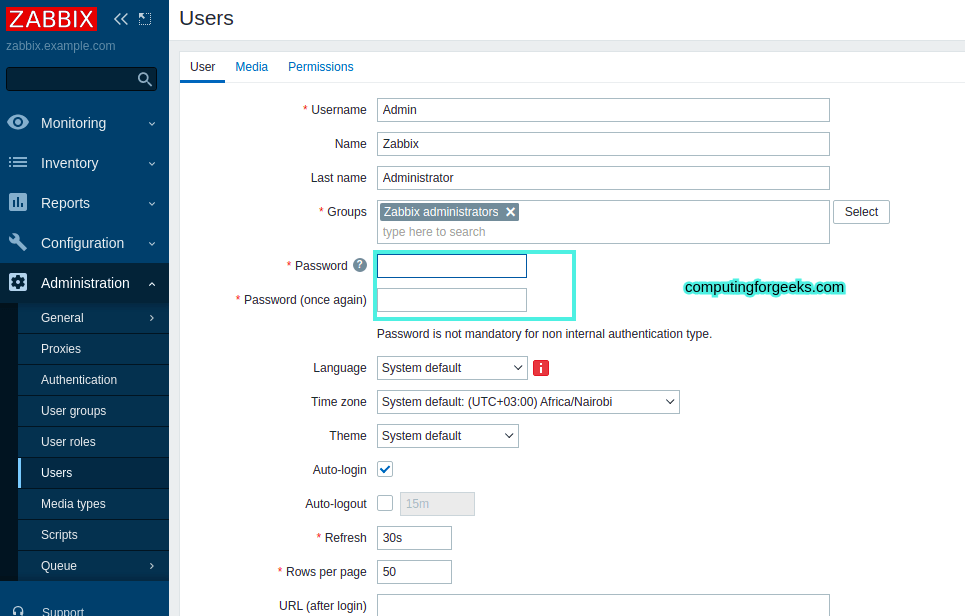 ZABBIX
zabbix.example.com
Monitoring
Inventory
Reports
Configuration
Administration
General
Proxies
Authentication
User groups
User roles
Users
Media types
Scripts
Queue
Support
Users
User Media Permissions
* Username Admin
Name Zabbix
Last name Administrator
* Groups Zabbix administrators Select
type here to search
* Password ?
* Password (once again)
computingforgeeks.com
Password is not mandatory for non internal authentication type.
Language System default i
Time zone System default: (UTC+03:00) Africa/Nairobi
Theme System default
Auto-login
Auto-logout 15m
* Refresh 30s
* Rows per page 50
URL (after login)